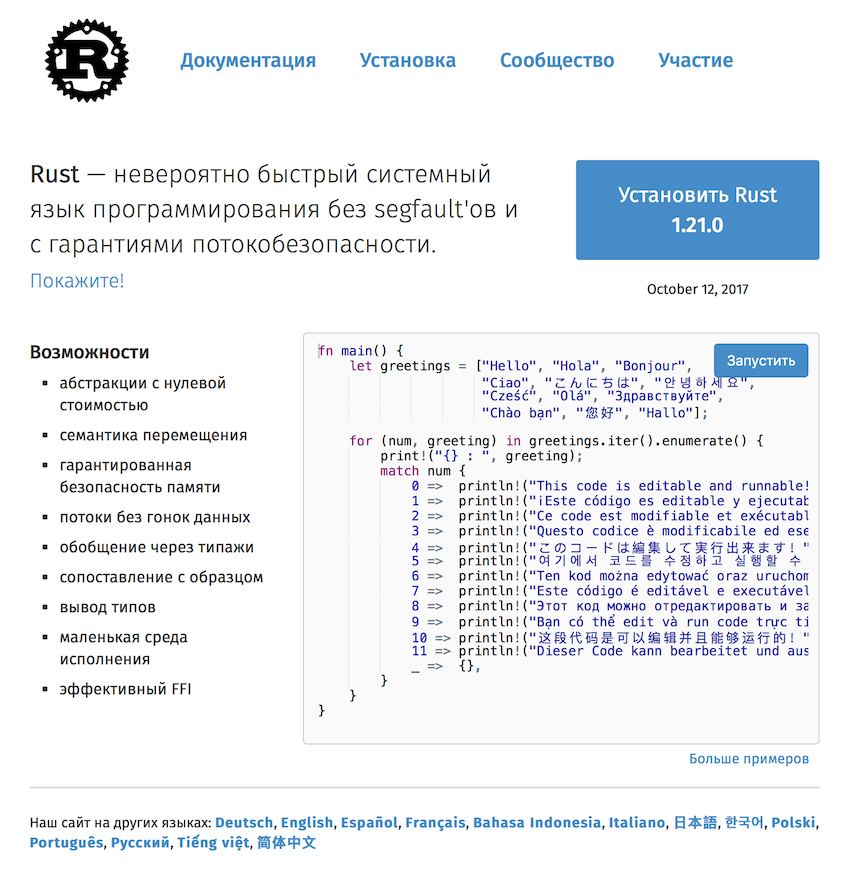 R
Документация Установка Сообщество Участие
Rust — невероятно быстрый системный
язык программирования без segfault'ов и
с гарантиями потокобезопасности.
Покажите!
Установить Rust
1.21.0
October 12, 2017
Возможности
▪ абстракции с нулевой
стоимостью
▪ семантика перемещения
▪ гарантированная
безопасность памяти
▪ потоки без гонок данных
▪ обобщение через типажи
▪ сопоставление с образцом
▪ вывод типов
▪ маленькая среда
исполнения
▪ эффективный FFI
Запустить
fn main() {
    let greetings = ["Hello", "Hola", "Bonjour",
                     "Ciao", "こんにちは", "안녕하세요",
                     "Cześć", "Olá", "Здравствуйте",
                     "Chào bạn", "您好", "Hallo"];
    for (num, greeting) in greetings.iter().enumerate() {
        print!("{} : ", greeting);
        match num {
            0 =>  println!("This code is editable and runnable!
            1 =>  println!("¡Este código es editable y ejecutab
            2 =>  println!("Ce code est modifiable et exécutabl
            3 =>  println!("Questo codice è modificabile ed ese
            4 =>  println!("このコードは編集して実行出来ます！"
            5 =>  println!("여기에서 코드를 수정하고 실행할 수
            6 =>  println!("Ten kod można edytować oraz uruchom
            7 =>  println!("Este código é editável e executável
            8 =>  println!("Этот код можно отредактировать и за
            9 =>  println!("Bạn có thể edit và run code trực ti
            10 => println!("这段代码是可以编辑并且能够运行的！"
            11 => println!("Dieser Code kann bearbeitet und aus
            _ =>  {},
        }
    }
}
Больше примеров
Наш сайт на других языках: Deutsch, English, Español, Français, Bahasa Indonesia, Italiano, 日本語, 한국어, Polski,
Português, Русский, Tiếng việt, 简体中文